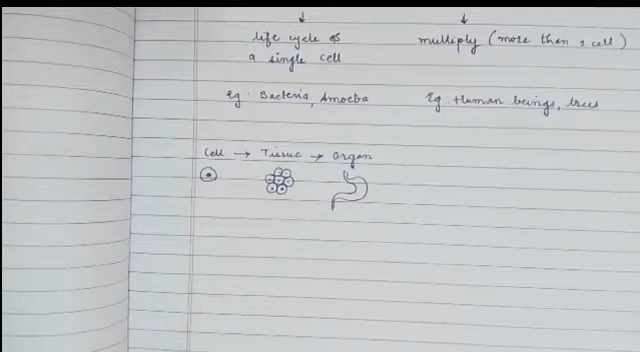 life cycle of
a single cell
multiply (more than 1 cell)
Eg. Bacteria, Amoeba
Eg. Human beings, trees
Cell → Tissue → Organ